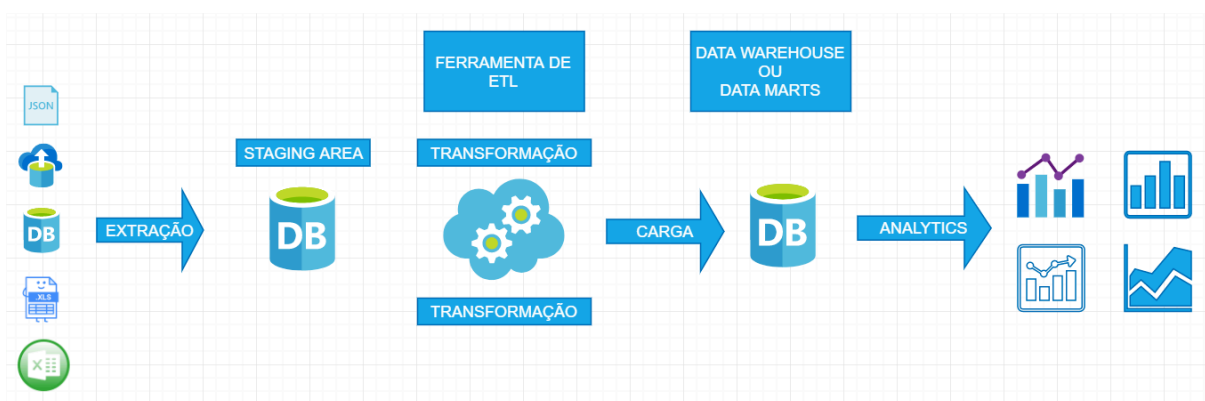 FERRAMENTA DE
ETL
DATA WAREHOUSE
OU
DATA MARTS
JSON
STAGING AREA
TRANSFORMAÇÃO
DB
EXTRAÇÃO
DB
CARGA
DB
ANALYTICS
.XLS
TRANSFORMAÇÃO
X